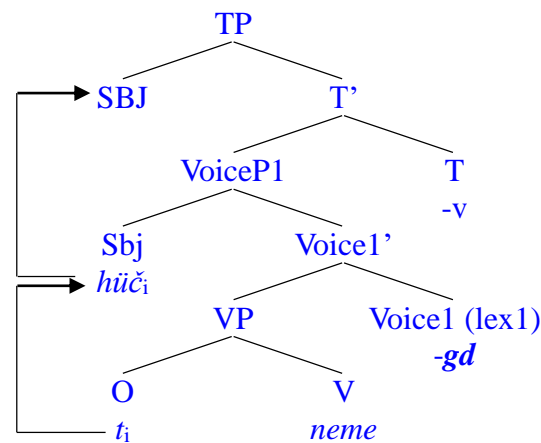 TP
SBJ T’
VoiceP1 T
-v
Sbj Voice1’
hüči
VP Voice1 (lex1)
-gd
O V
ti neme